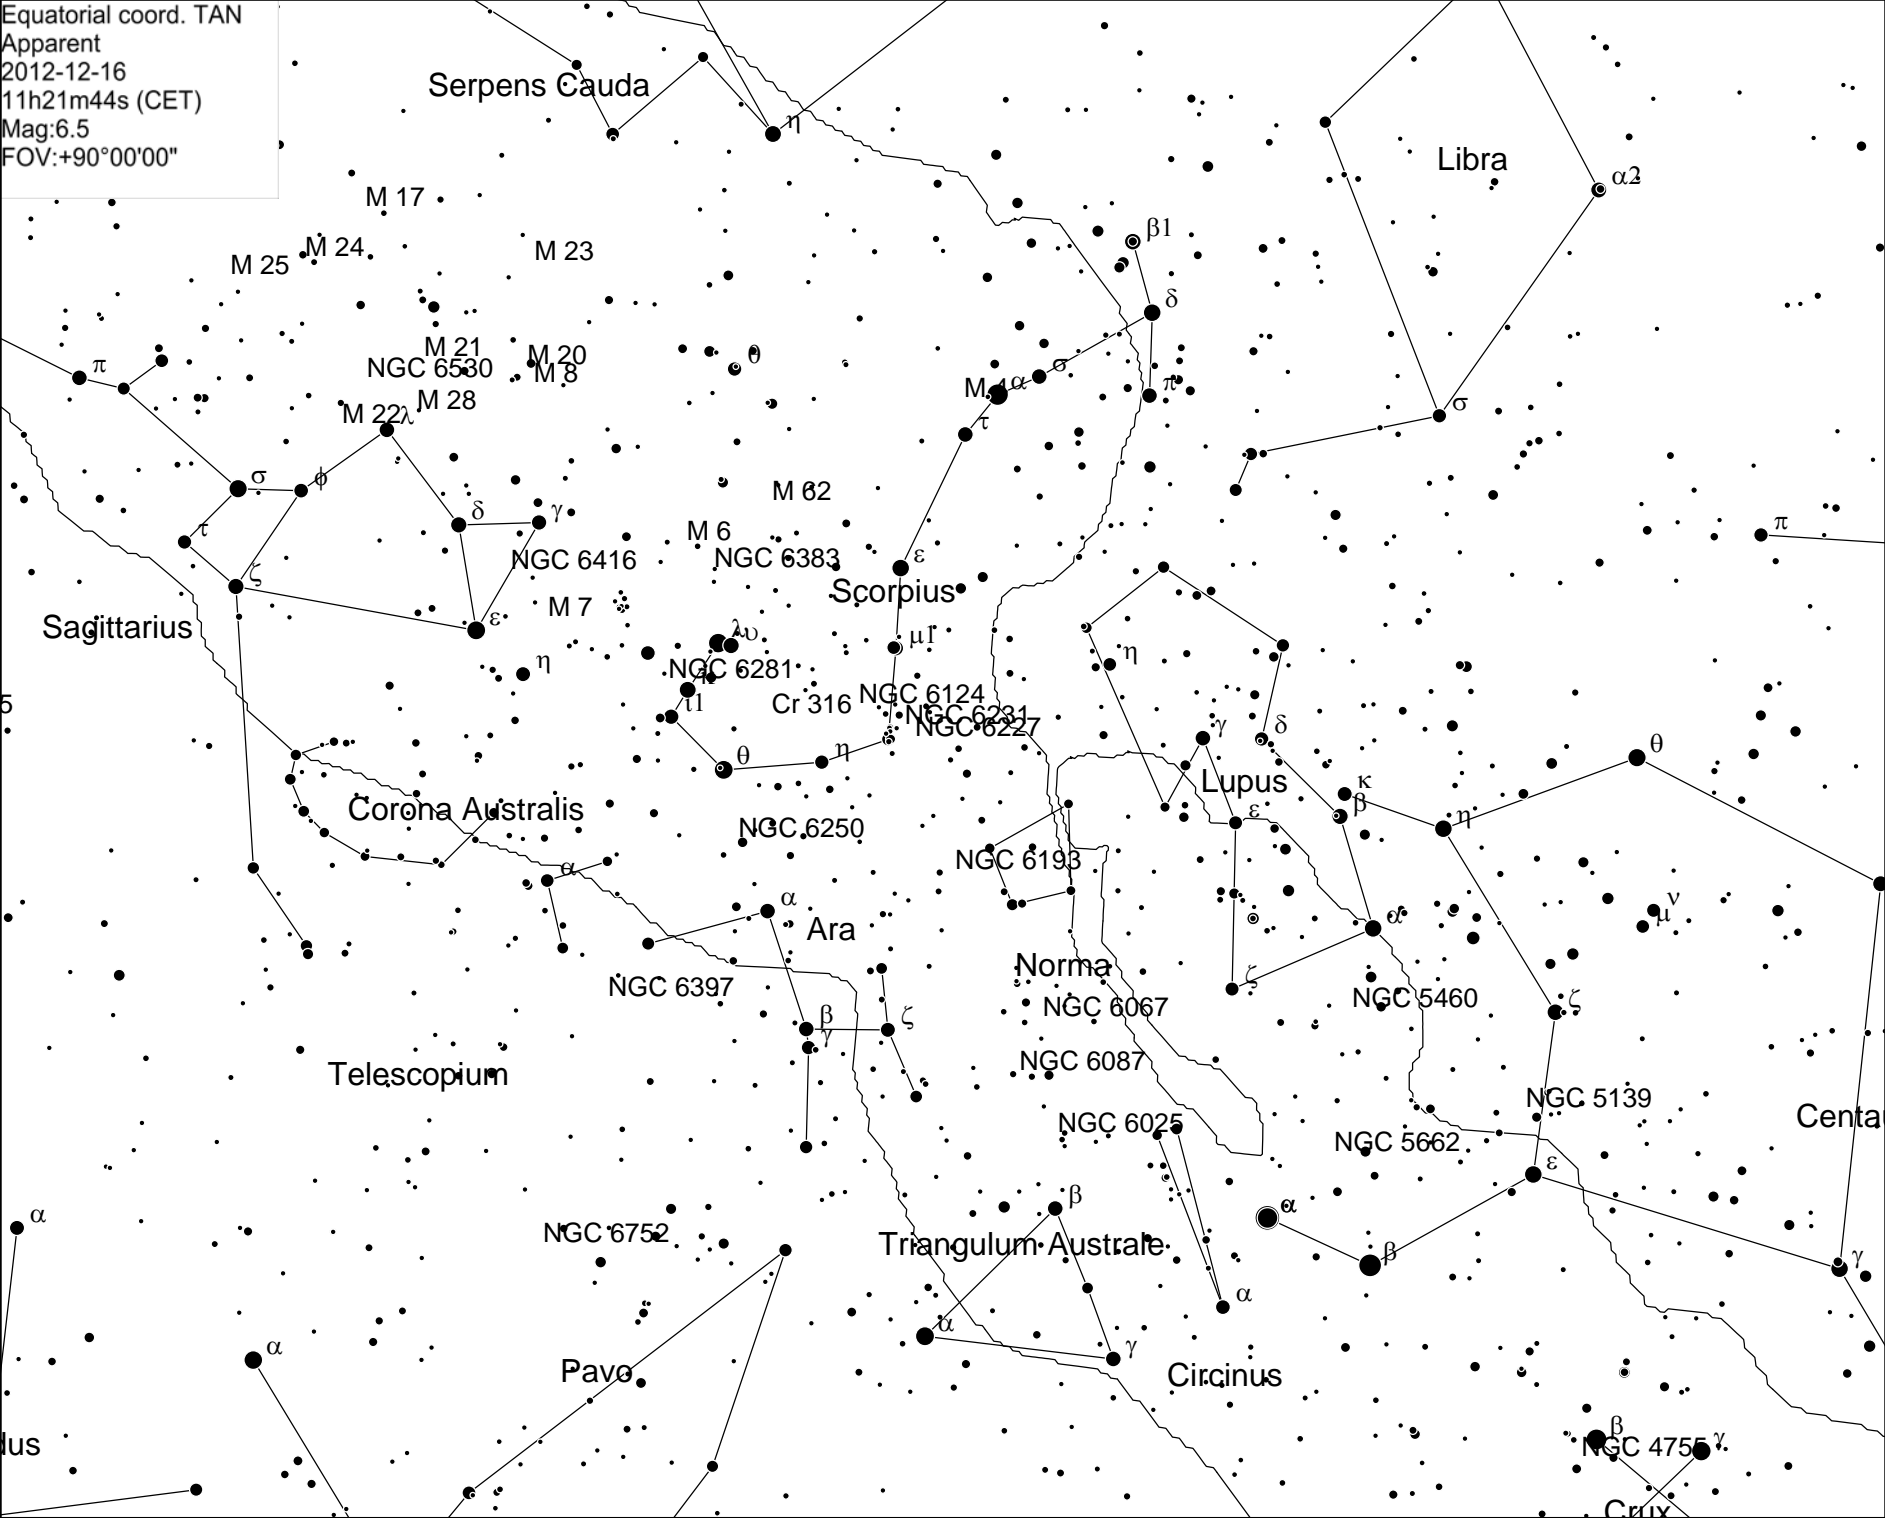 Equatorial coord. TAN
Apparent
2012-12-16
11h21m44s (CET)
Mag:6.5
FOV:+90°00'00"
Serpens Cauda
η
Libra
α2
M 17
β1
M 24
M 23
M 25
δ
M 21
M 20
θ
NGC 6530
M 8
π
σ
M 4 α
π
M 28
M 22 λ
σ
τ
σ
ϕ
M 62
δ
γ
τ
M 6
π
NGC 6416
NGC 6383
ε
ζ
Scorpius
M 7
Sagittarius
ε
λυ
μ1
η
η
NGC 6281
5
ι1
Cr 316
NGC 6124
NGC 6231
NGC 6227
γ
δ
θ
θ
η
Lupus
κ
β
Corona Australis
ε
η
NGC 6250
NGC 6193
α
α
ν
μ
Ara
α
Norma
ζ
NGC 6397
NGC 5460
ζ
NGC 6067
β
γ
ζ
Telescopium
NGC 6087
NGC 5139
NGC 6025
Centau
NGC 5662
ε
β
α
α
NGC 6752
Triangulum Australe
β
γ
α
α
α
γ
Pavo
Circinus
β
γ
dus
NGC 4755
Crux